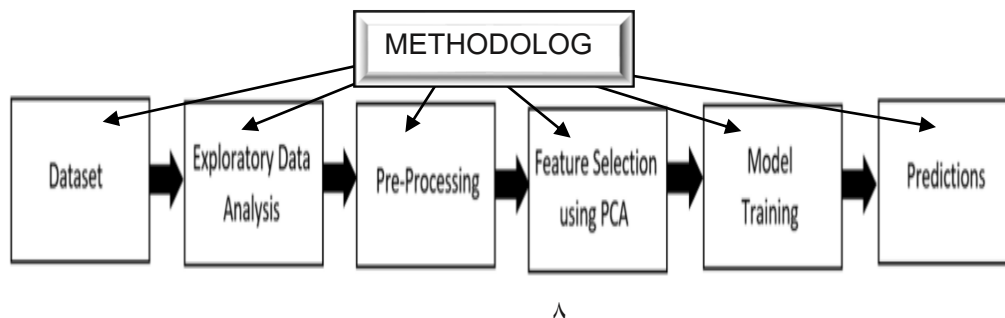 METHODOLOG
Dataset
Exploratory Data
Analysis
Pre-Processing
Feature Selection
using PCA
Model
Training
Predictions
٨